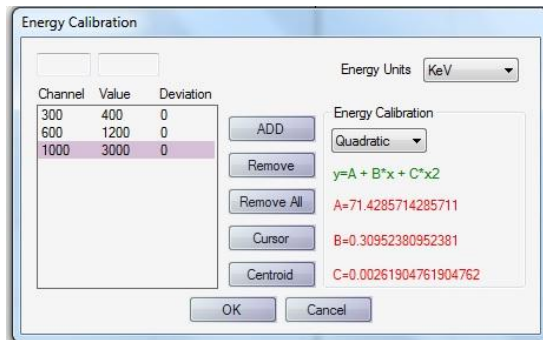 Energy Calibration
Energy Units KeV
Channel Value Deviation
300 400 0
600 1200 0
1000 3000 0
ADD
Remove
Remove All
Cursor
Centroid
Energy Calibration
Quadratic
y=A + B*x + C*x2
A=71.4285714285711
B=0.30952380952381
C=0.00261904761904762
OK Cancel